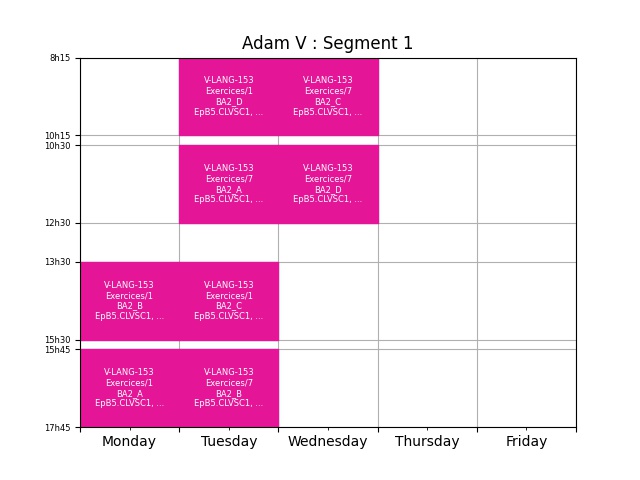 Adam V : Segment 1
8h15
V-LANG-153
Exercices/1
BA2_D
EpB5.CLVSC1, ...
V-LANG-153
Exercices/7
BA2_C
EpB5.CLVSC1, ...
10h15
10h30
V-LANG-153
Exercices/7
BA2_A
EpB5.CLVSC1, ...
V-LANG-153
Exercices/7
BA2_D
EpB5.CLVSC1, ...
12h30
13h30
V-LANG-153
Exercices/1
BA2_B
EpB5.CLVSC1, ...
V-LANG-153
Exercices/1
BA2_C
EpB5.CLVSC1, ...
15h30
15h45
V-LANG-153
Exercices/1
BA2_A
EpB5.CLVSC1, ...
V-LANG-153
Exercices/7
BA2_B
EpB5.CLVSC1, ...
17h45
Monday Tuesday Wednesday Thursday Friday